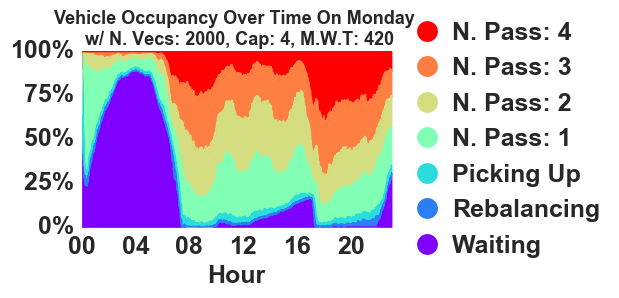 Vehicle Occupancy Over Time On Monday
w/ N. Vecs: 2000, Cap: 4, M.W.T: 420
100%
75%
50%
25%
0%
00 04 08 12 16 20
Hour
N. Pass: 4
N. Pass: 3
N. Pass: 2
N. Pass: 1
Picking Up
Rebalancing
Waiting